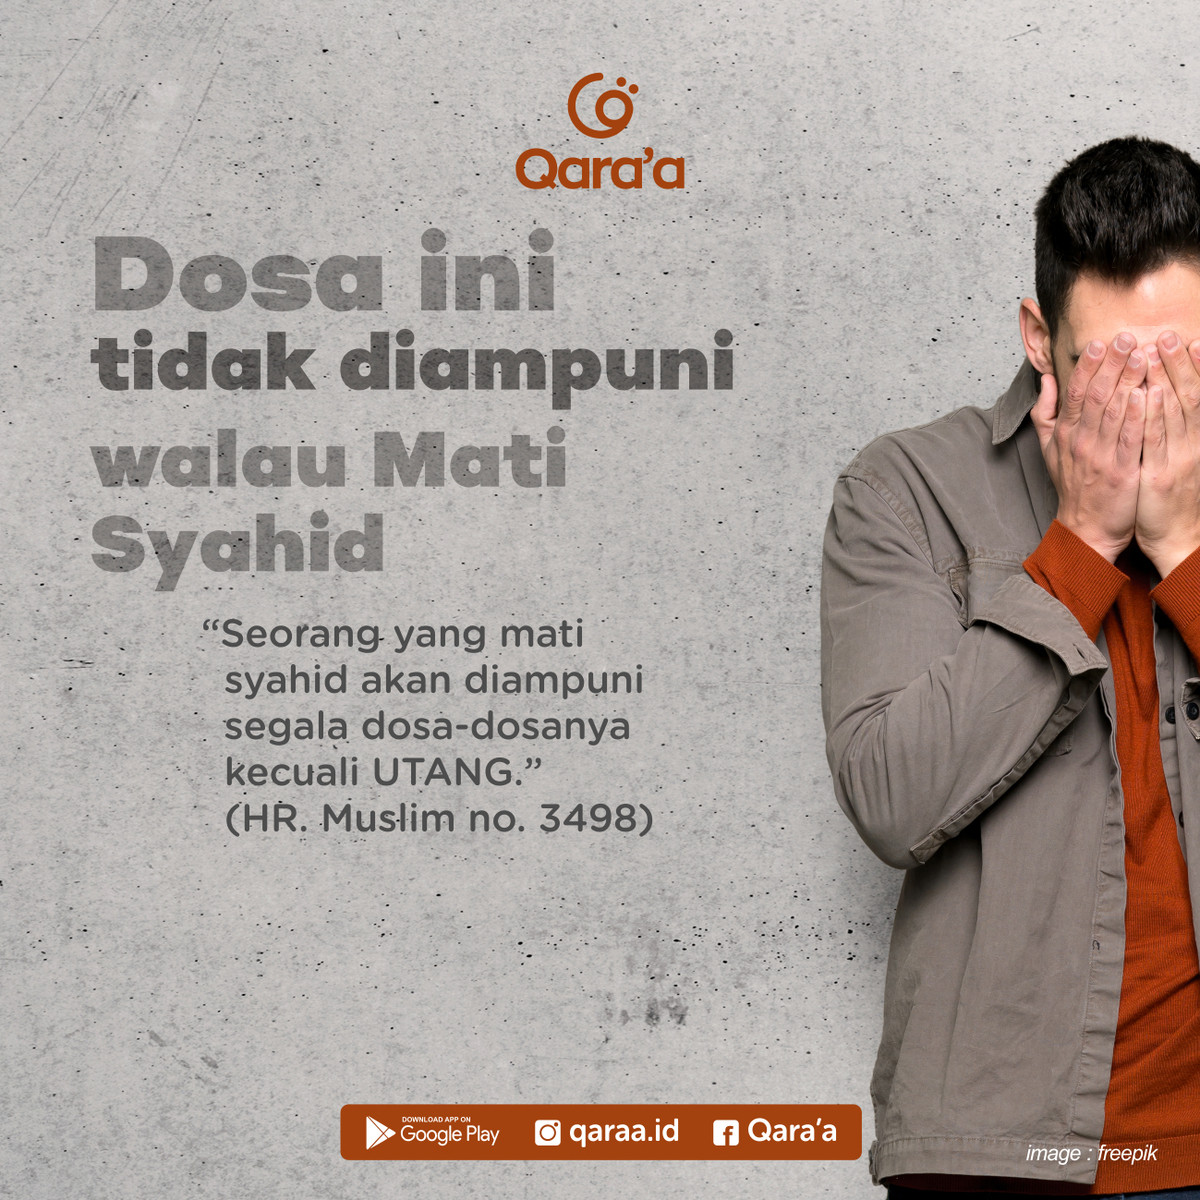 Qara'a
Dosa ini
tidak diampuni
walau Mati
Syahid
“Seorang yang mati
syahid akan diampuni
segala dosa-dosanya
kecuali UTANG.”
(HR. Muslim no. 3498)
DOWNLOAD APP ON
Google Play
qaraa.id
Qara'a
image : freepik